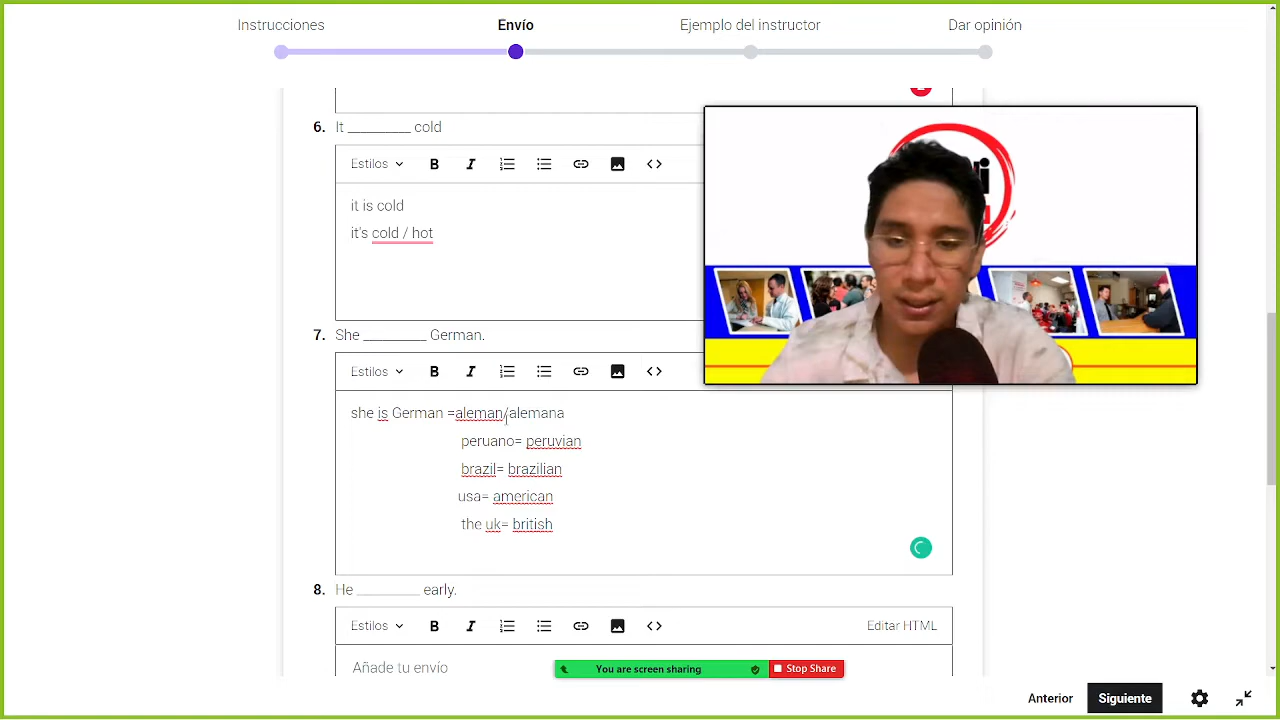 Instrucciones
Envío
Ejemplo del instructor
Dar opinión
6. It _________ cold
Estilos
it is cold
it's cold / hot
7. She _________ German.
Estilos
she is German =aleman/alemana
peruano= peruvian
brazil= brazilian
usa= american
the uk= british
8. He _________ early.
Estilos
Editar HTML
Añade tu envío
You are screen sharing
Stop Share
Anterior
Siguiente